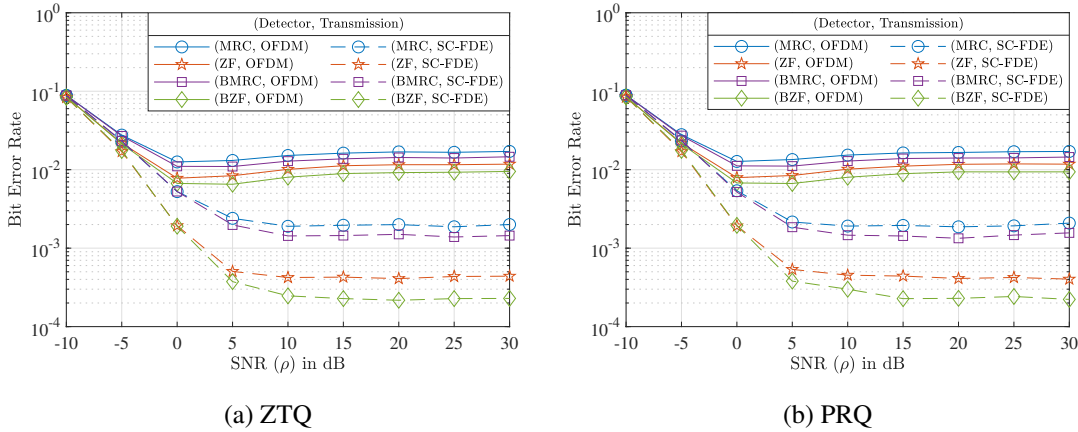 (Detector, Transmission)
(MRC, OFDM) (MRC, SC-FDE)
(ZF, OFDM) (ZF, SC-FDE)
(BMRC, OFDM) (BMRC, SC-FDE)
(BZF, OFDM) (BZF, SC-FDE)
10^0
10^-1
10^-2
10^-3
10^-4
Bit Error Rate
-10 -5 0 5 10 15 20 25 30
SNR (ρ) in dB
(a) ZTQ
(Detector, Transmission)
(MRC, OFDM) (MRC, SC-FDE)
(ZF, OFDM) (ZF, SC-FDE)
(BMRC, OFDM) (BMRC, SC-FDE)
(BZF, OFDM) (BZF, SC-FDE)
10^0
10^-1
10^-2
10^-3
10^-4
Bit Error Rate
-10 -5 0 5 10 15 20 25 30
SNR (ρ) in dB
(b) PRQ